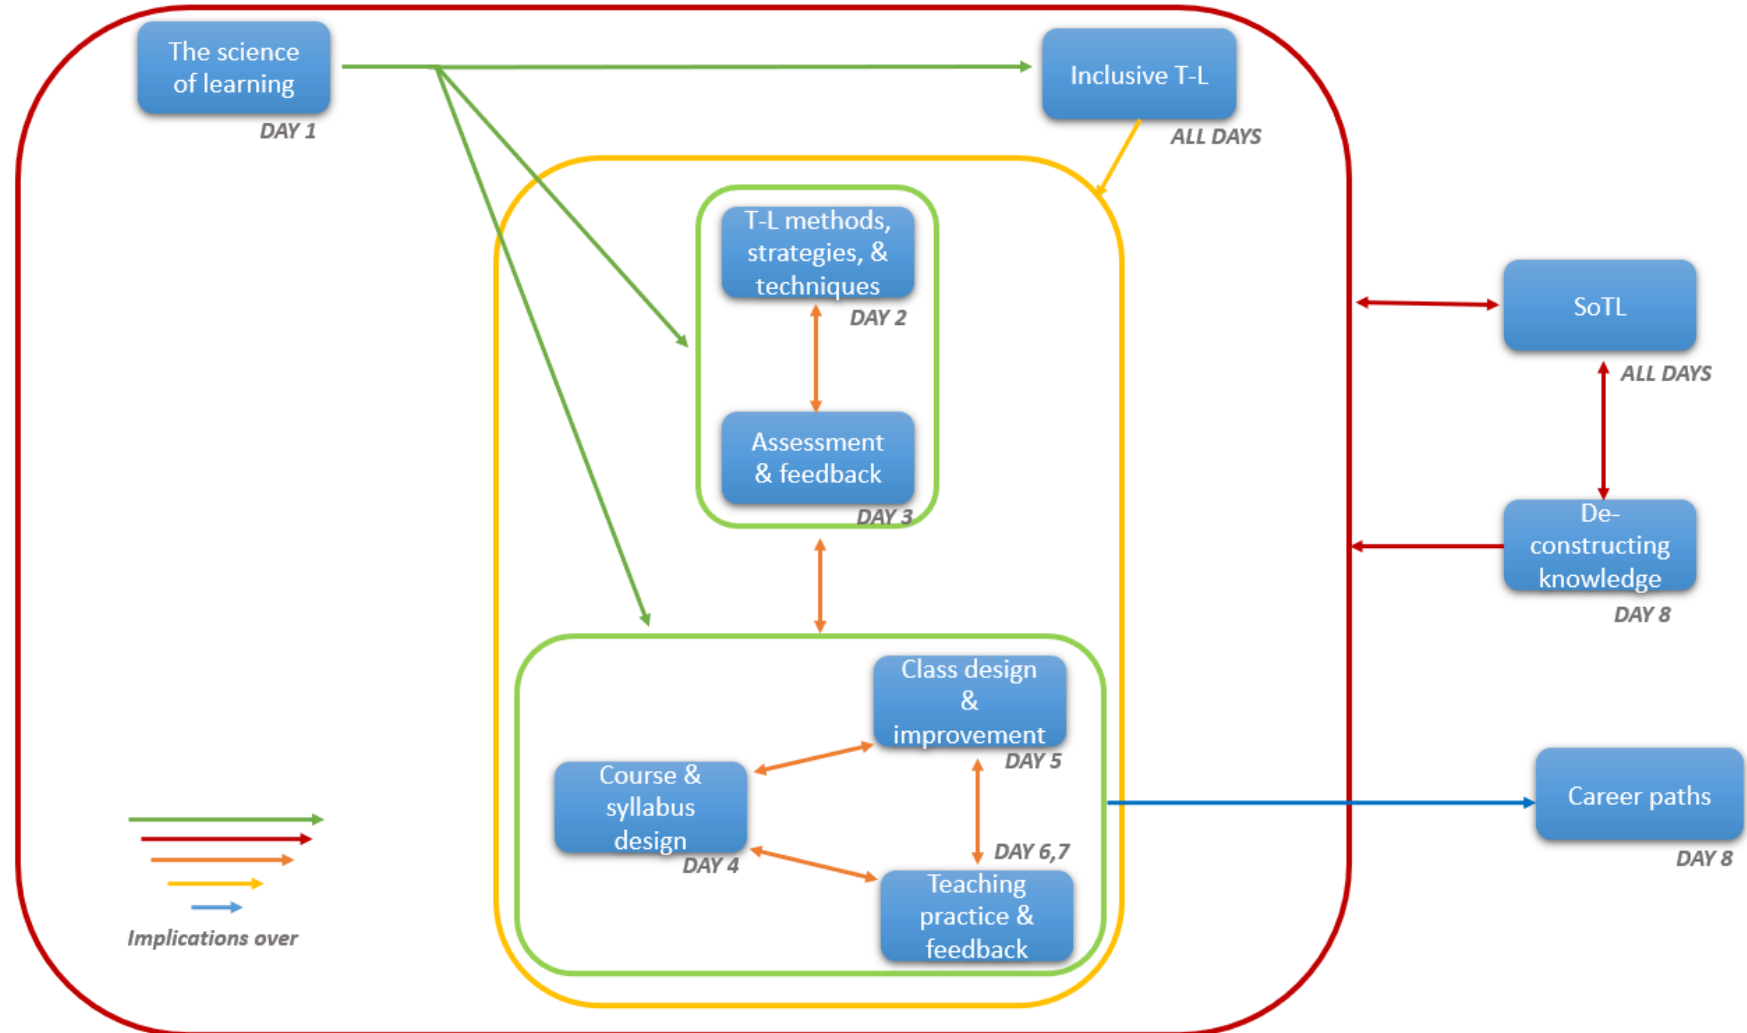 The science
of learning
DAY 1
Inclusive T-L
ALL DAYS
T-L methods,
strategies, &
techniques
DAY 2
Assessment
& feedback
DAY 3
SoTL
ALL DAYS
De-
constructing
knowledge
DAY 8
Class design
&
improvement
DAY 5
Course &
syllabus
design
DAY 4
DAY 6,7
Teaching
practice &
feedback
Career paths
DAY 8
Implications over